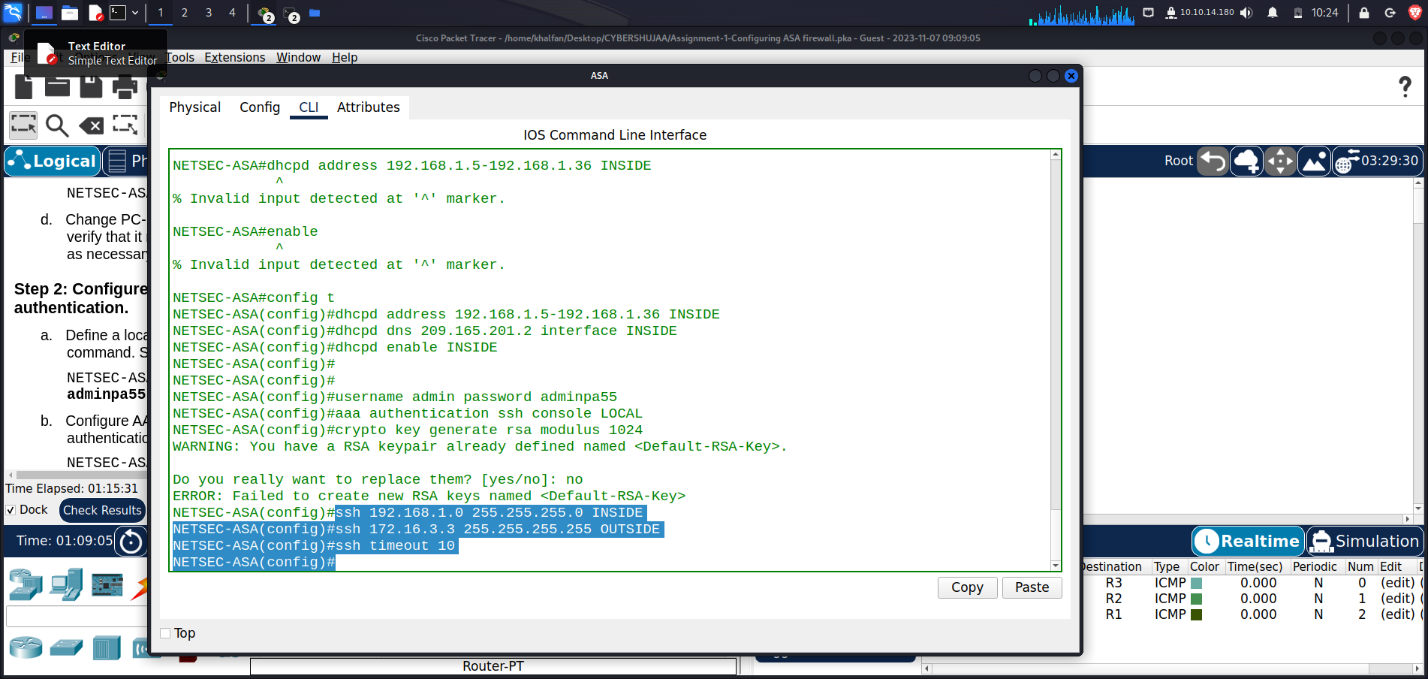 1 2 3 4 2 2 10.10.14.180 10:24
Cisco Packet Tracer - /home/khalfan/Desktop/CYBERSHUJAA/Assignment-1-Configuring ASA firewall.pka - Guest - 2023-11-07 09:09:05
Text Editor
Simple Text Editor
File Tools Extensions Window Help
?
Logical
Root
03:29:30
NETSEC-ASA
d. Change PC-
verify that it
as necessary
Step 2: Configure
authentication.
a. Define a loca
command. S
NETSEC-ASA
adminpa55
b. Configure AA
authenticatio
NETSEC-ASA
Time Elapsed: 01:15:31
Dock
Check Results
Time: 01:09:05
ASA
Physical Config CLI Attributes
IOS Command Line Interface
NETSEC-ASA#dhcpd address 192.168.1.5-192.168.1.36 INSIDE
^
% Invalid input detected at '^' marker.
NETSEC-ASA#enable
^
% Invalid input detected at '^' marker.
NETSEC-ASA#config t
NETSEC-ASA(config)#dhcpd address 192.168.1.5-192.168.1.36 INSIDE
NETSEC-ASA(config)#dhcpd dns 209.165.201.2 interface INSIDE
NETSEC-ASA(config)#dhcpd enable INSIDE
NETSEC-ASA(config)#
NETSEC-ASA(config)#
NETSEC-ASA(config)#username admin password adminpa55
NETSEC-ASA(config)#aaa authentication ssh console LOCAL
NETSEC-ASA(config)#crypto key generate rsa modulus 1024
WARNING: You have a RSA keypair already defined named <Default-RSA-Key>.
Do you really want to replace them? [yes/no]: no
ERROR: Failed to create new RSA keys named <Default-RSA-Key>
NETSEC-ASA(config)#ssh 192.168.1.0 255.255.255.0 INSIDE
NETSEC-ASA(config)#ssh 172.16.3.3 255.255.255.255 OUTSIDE
NETSEC-ASA(config)#ssh timeout 10
NETSEC-ASA(config)#
Copy Paste
Top
Router-PT
Realtime Simulation
Destination Type Color Time(sec) Periodic Num Edit
R3 ICMP 0.000 N 0 (edit)
R2 ICMP 0.000 N 1 (edit)
R1 ICMP 0.000 N 2 (edit)